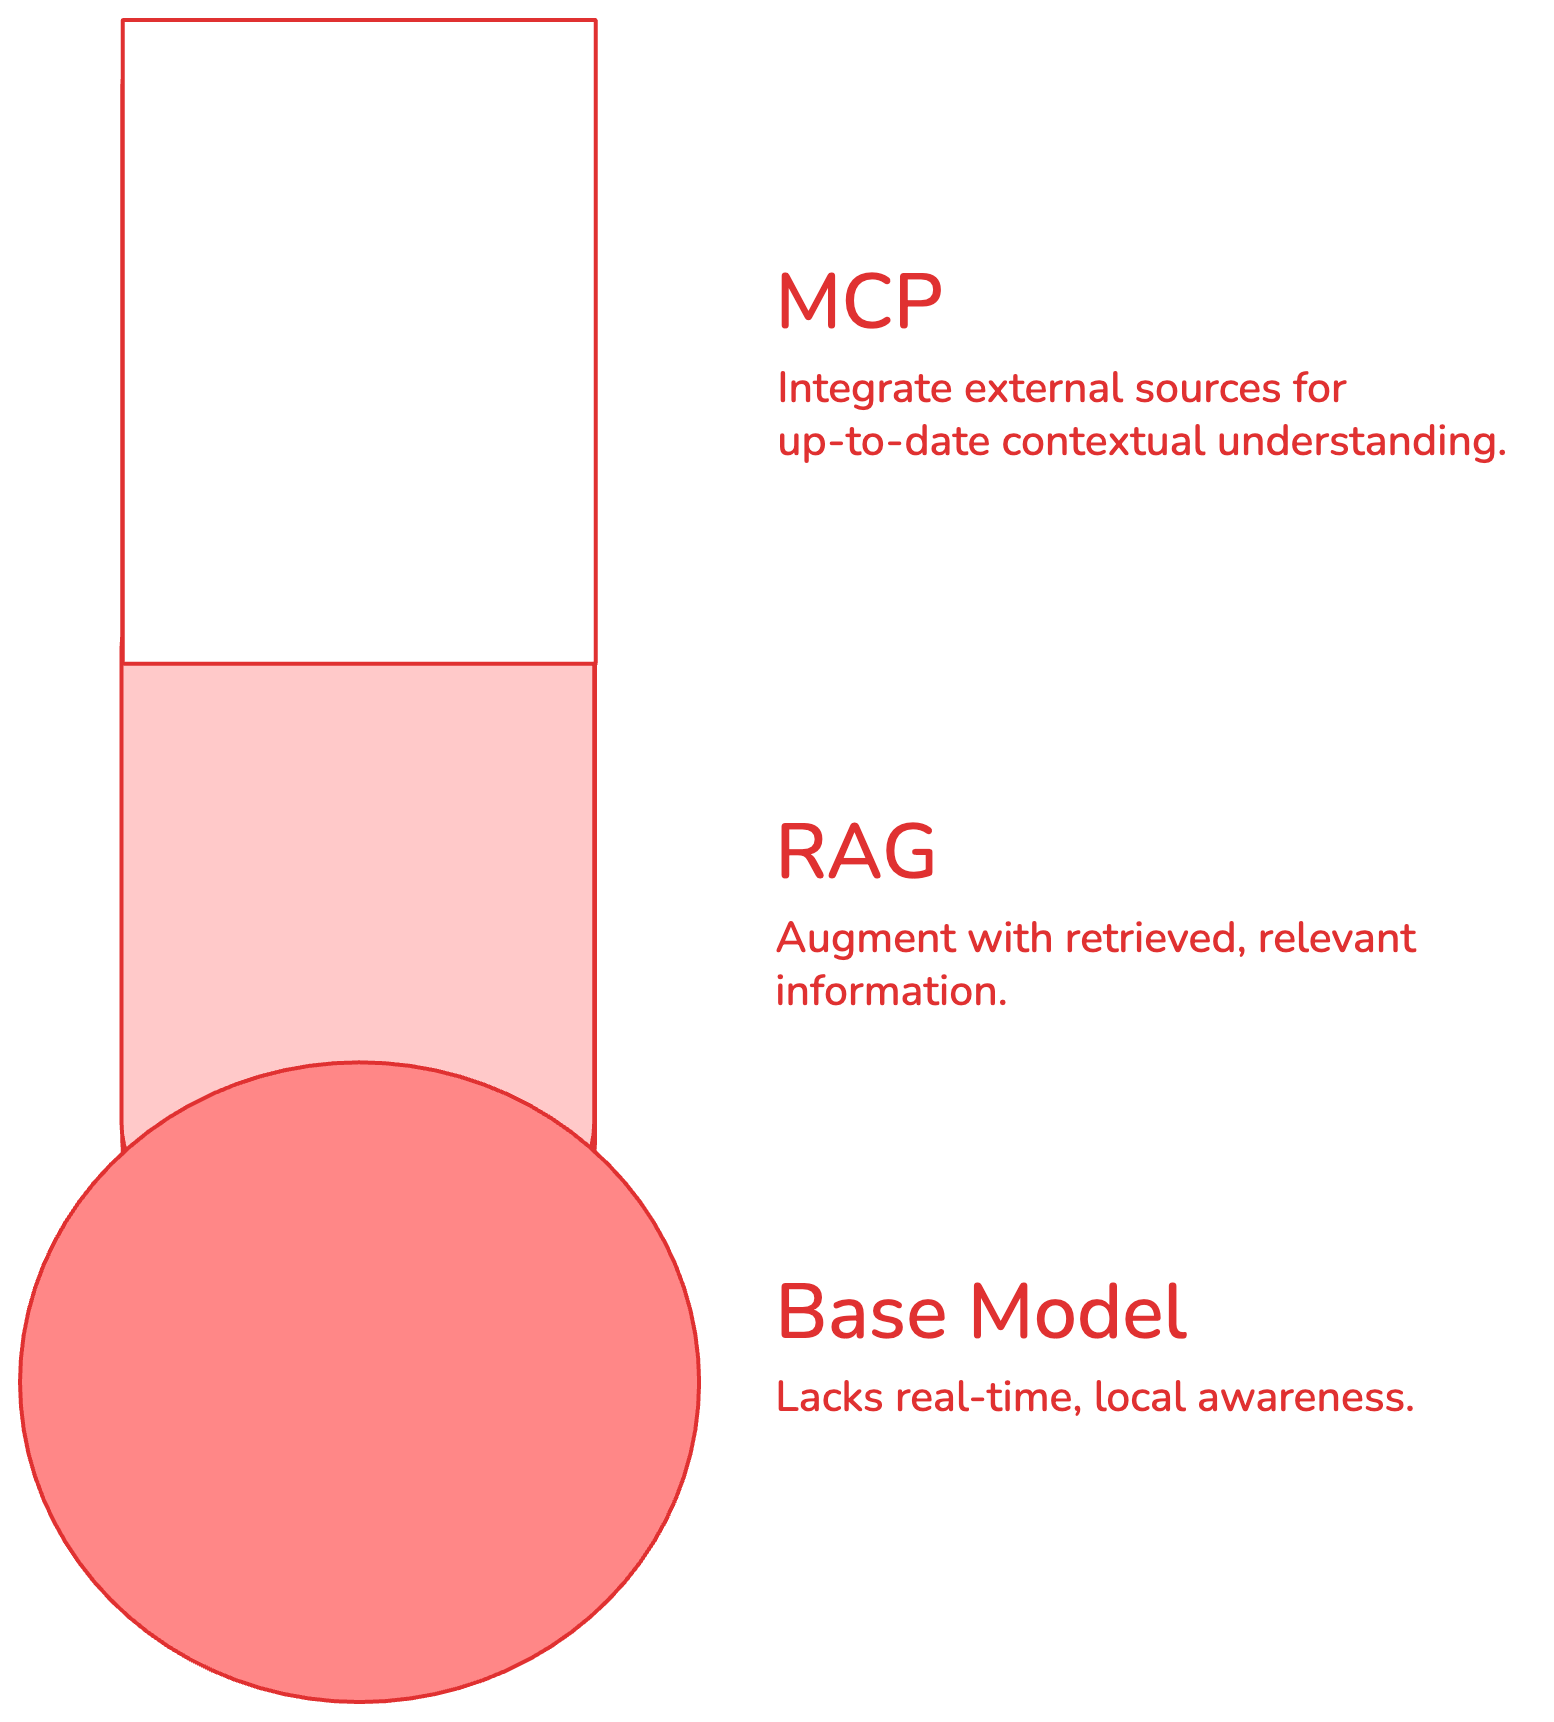 MCP
Integrate external sources for
up-to-date contextual understanding.
RAG
Augment with retrieved, relevant
information.
Base Model
Lacks real-time, local awareness.